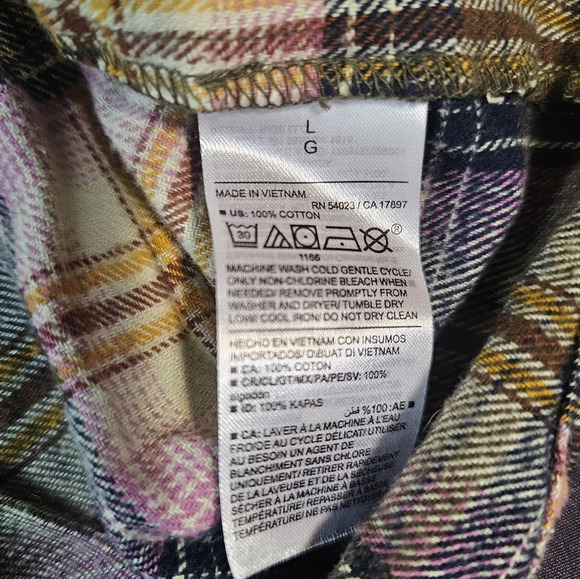 L
G
MADE IN VIETNAM
RN 54023 / CA 17897
■ US: 100% COTTON
30
®
1166
MACHINE WASH COLD GENTLE CYCLE/
ONLY NON-CHLORINE BLEACH WHEN
NEEDED/ REMOVE PROMPTLY FROM
WASHER AND DRYER/ TUMBLE DRY
LOW/ COOL IRON/ DO NOT DRY CLEAN
HECHO EN VIETNAM CON INSUMOS
IMPORTADOS/ DIBUAT DI VIETNAM
■ CA: 100% COTTON
■ CR/CL/GT/MX/PA/PE/SV: 100%
algodón
■ ID: 100% KAPAS
■ AE: 100% قطن
■ CA: LAVER À LA MACHINE À L'EAU
FROIDE AU CYCLE DÉLICAT/ UTILISER
AU BESOIN UN AGENT DE
BLANCHIMENT SANS CHLORE
UNIQUEMENT/ RETIRER RAPIDEMENT
DE LA LAVEUSE ET DE LA SÉCHEUSE/
SÉCHER À LA MACHINE À BASSE
TEMPÉRATURE/ REPASSER À BASSE
TEMPÉRATURE/ NE PAS NETTOYER